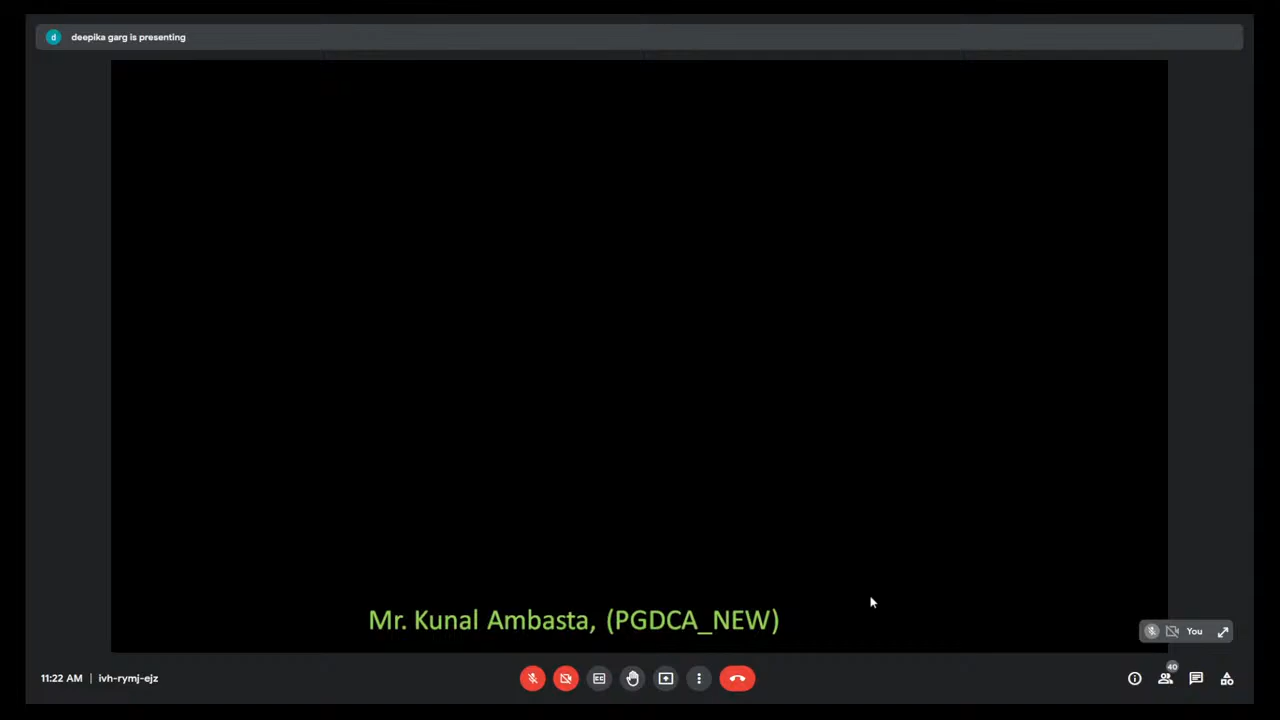 d deepika garg is presenting
Mr. Kunal Ambasta, (PGDCA_NEW)
You
40
11:22 AM | ivh-rymj-ejz